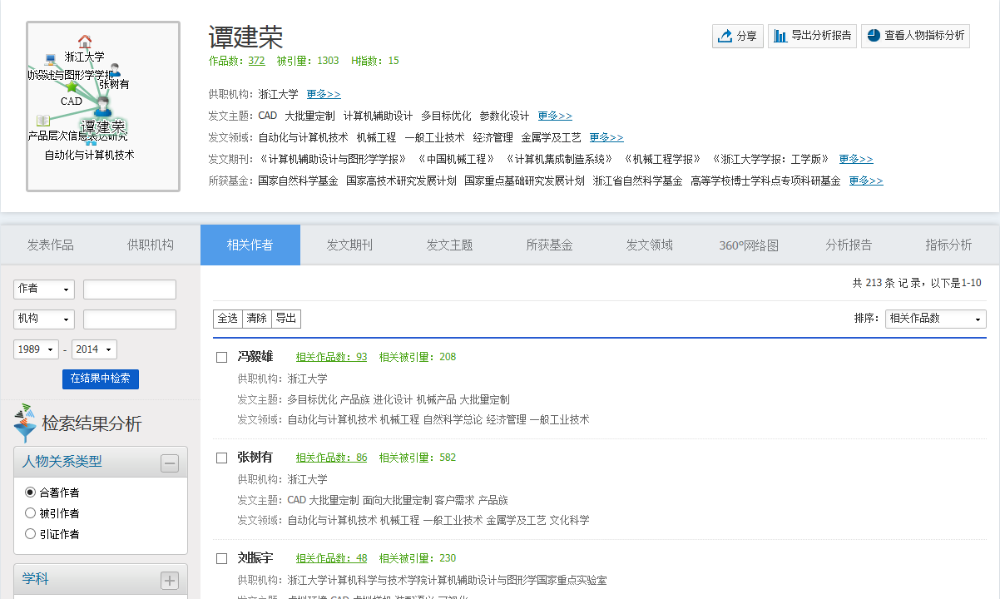 浙江大学
张树有
CAD
谭建荣
自动化与计算机技术
谭建荣
作品数：372 被引量：1303 H指数：15
分享
导出分析报告
查看人物指标分析
供职机构：浙江大学 更多>>
发文主题：CAD 大批量定制 计算机辅助设计 多目标优化 参数化设计 更多>>
发文领域：自动化与计算机技术 机械工程 一般工业技术 经济管理 金属学及工艺 更多>>
发文期刊：《计算机辅助设计与图形学学报》 《中国机械工程》 《计算机集成制造系统》 《机械工程学报》 《浙江大学学报：工学版》 更多>>
所获基金：国家自然科学基金 国家高技术研究发展计划 国家重点基础研究发展计划 浙江省自然科学基金 高等学校博士学科点专项科研基金 更多>>
发表作品 供职机构 相关作者 发文期刊 发文主题 所获基金 发文领域 360°网络图 分析报告 指标分析
作者
机构
1989 - 2014
在结果中检索
检索结果分析
人物关系类型
合著作者
被引作者
引证作者
学科
共 213 条 记 录，以下是1-10
全选 清除 导出
排序：相关作品数
冯毅雄 相关作品数：93 相关被引量：208
供职机构：浙江大学
发文主题：多目标优化 产品族 进化设计 机械产品 大批量定制
发文领域：自动化与计算机技术 机械工程 自然科学总论 经济管理 一般工业技术
张树有 相关作品数：86 相关被引量：582
供职机构：浙江大学
发文主题：CAD 大批量定制 面向大批量定制 客户需求 产品族
发文领域：自动化与计算机技术 机械工程 一般工业技术 金属学及工艺 文化科学
刘振宇 相关作品数：48 相关被引量：230
供职机构：浙江大学计算机科学与技术学院计算机辅助设计与图形学国家重点实验室